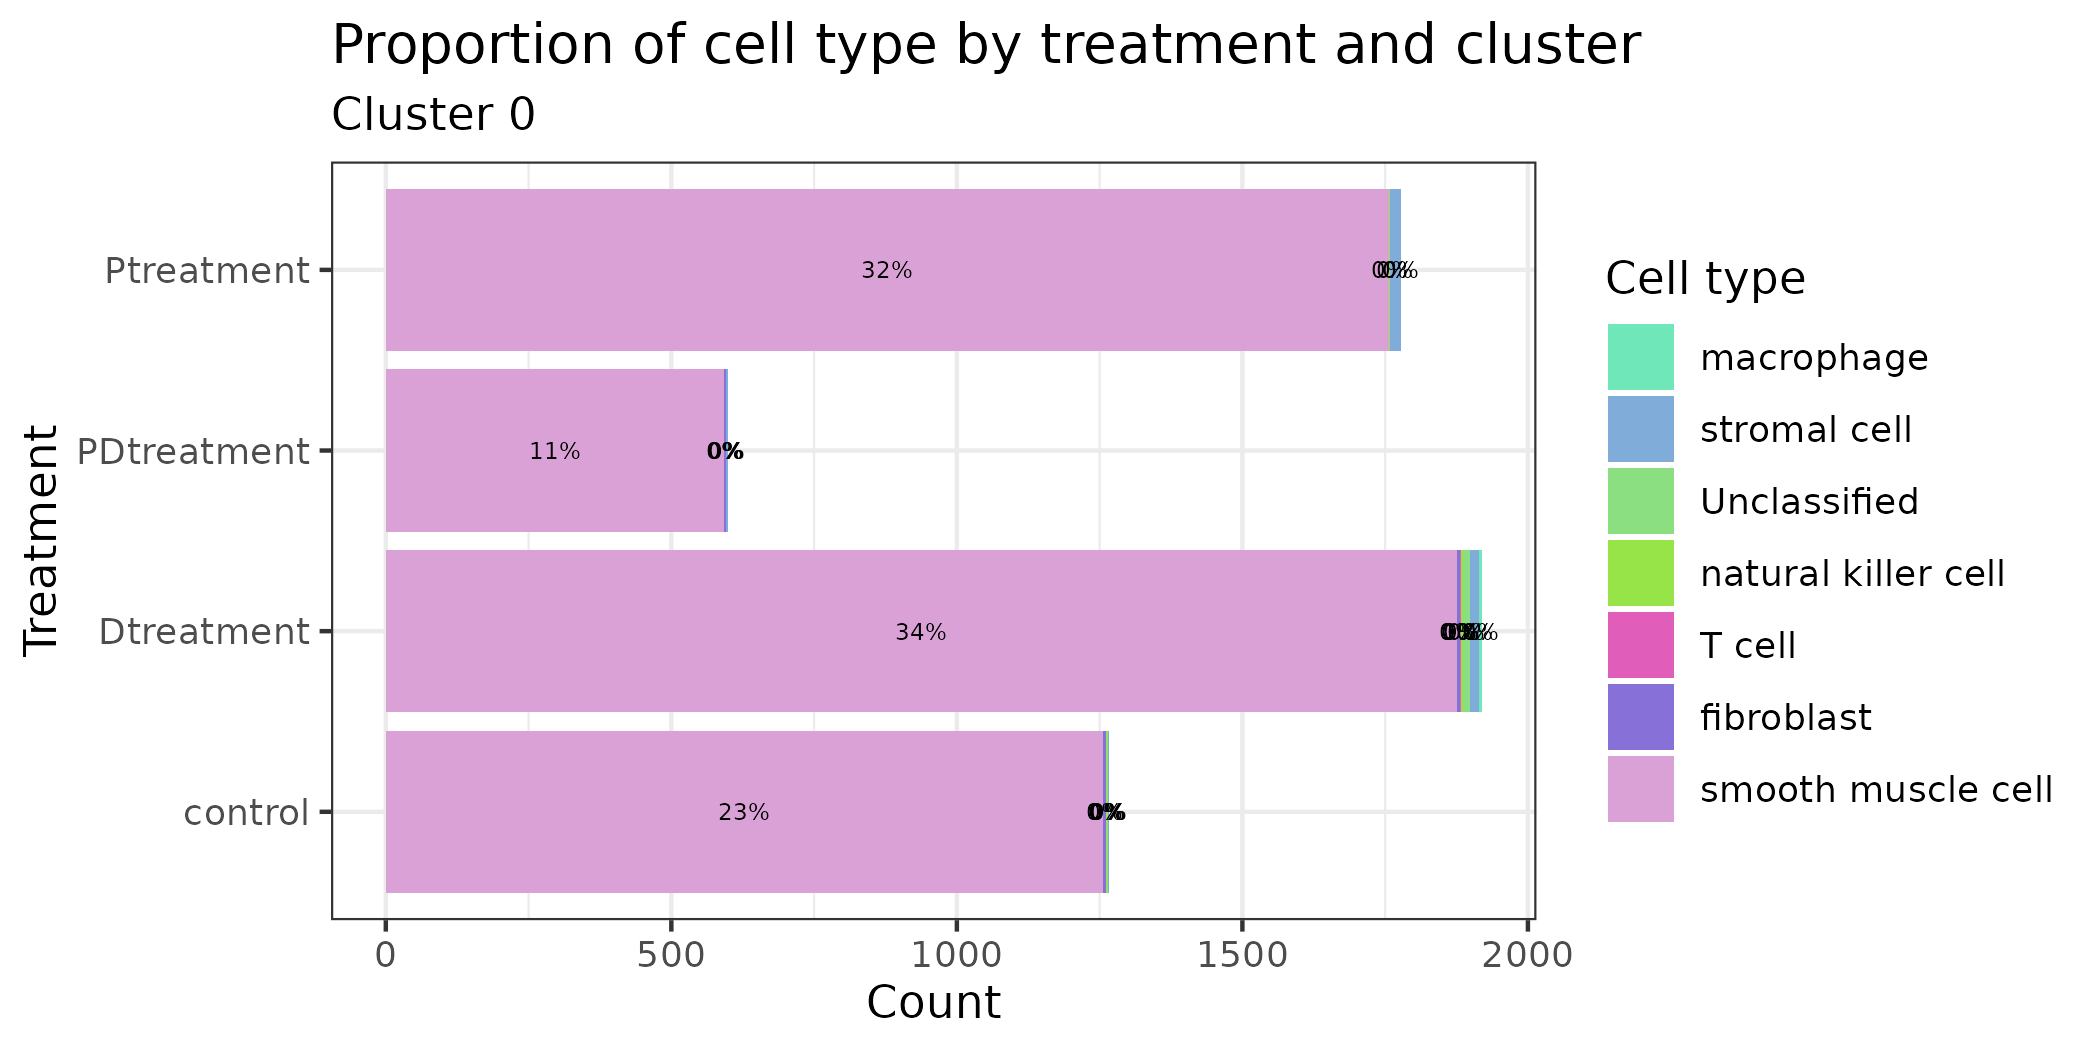 Proportion of cell type by treatment and cluster
Cluster 0
Treatment
Ptreatment
32%
PDtreatment
11%
0%
Dtreatment
34%
control
23%
0%
0
500
1000
1500
2000
Count
Cell type
macrophage
stromal cell
Unclassified
natural killer cell
T cell
fibroblast
smooth muscle cell